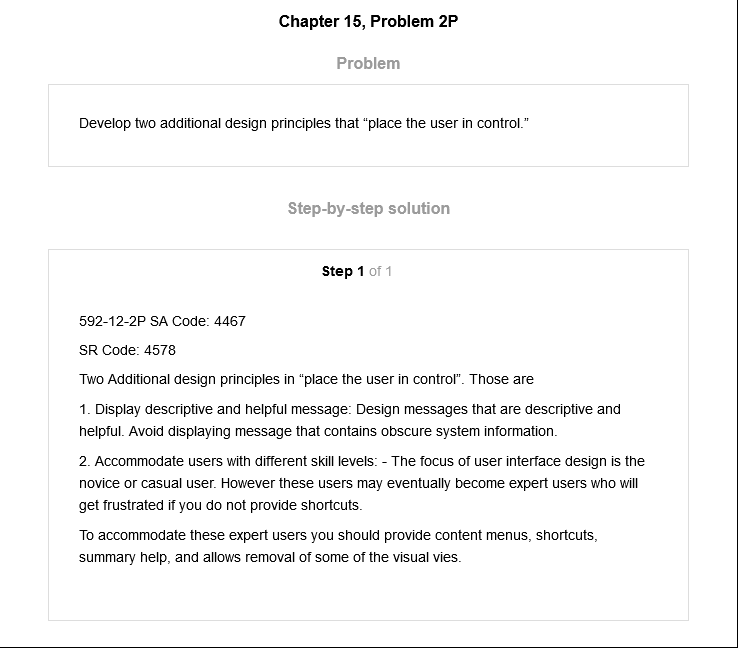 Chapter 15, Problem 2P
Problem
Develop two additional design principles that “place the user in control.”
Step-by-step solution
Step 1 of 1
592-12-2P SA Code: 4467
SR Code: 4578
Two Additional design principles in “place the user in control”. Those are
1. Display descriptive and helpful message: Design messages that are descriptive and
helpful. Avoid displaying message that contains obscure system information.
2. Accommodate users with different skill levels: - The focus of user interface design is the
novice or casual user. However these users may eventually become expert users who will
get frustrated if you do not provide shortcuts.
To accommodate these expert users you should provide content menus, shortcuts,
summary help, and allows removal of some of the visual vies.